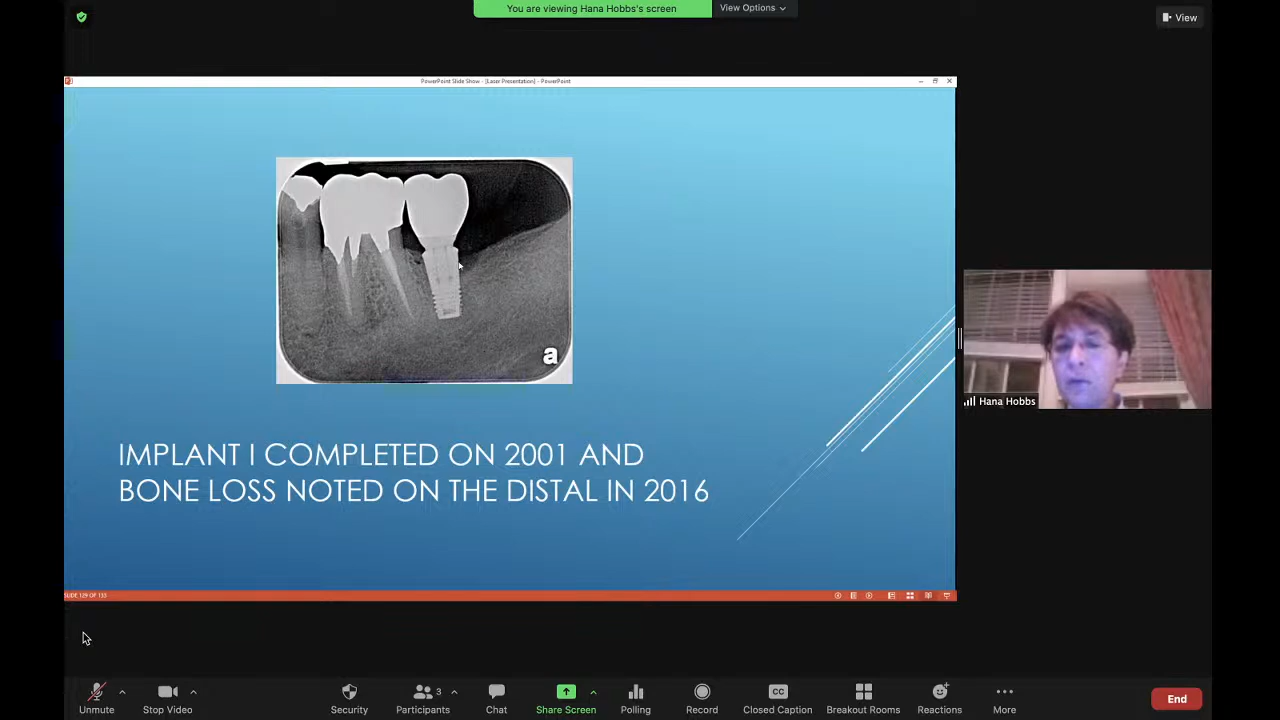 You are viewing Hana Hobbs's screen
View Options
View
PowerPoint Slide Show - [Laser Presentation] - PowerPoint
a
IMPLANT I COMPLETED ON 2001 AND
BONE LOSS NOTED ON THE DISTAL IN 2016
Hana Hobbs
SLIDE 129 OF 133
Unmute
Stop Video
Security
Participants
3
Chat
Share Screen
Polling
Record
CC
Closed Caption
Breakout Rooms
Reactions
More
End